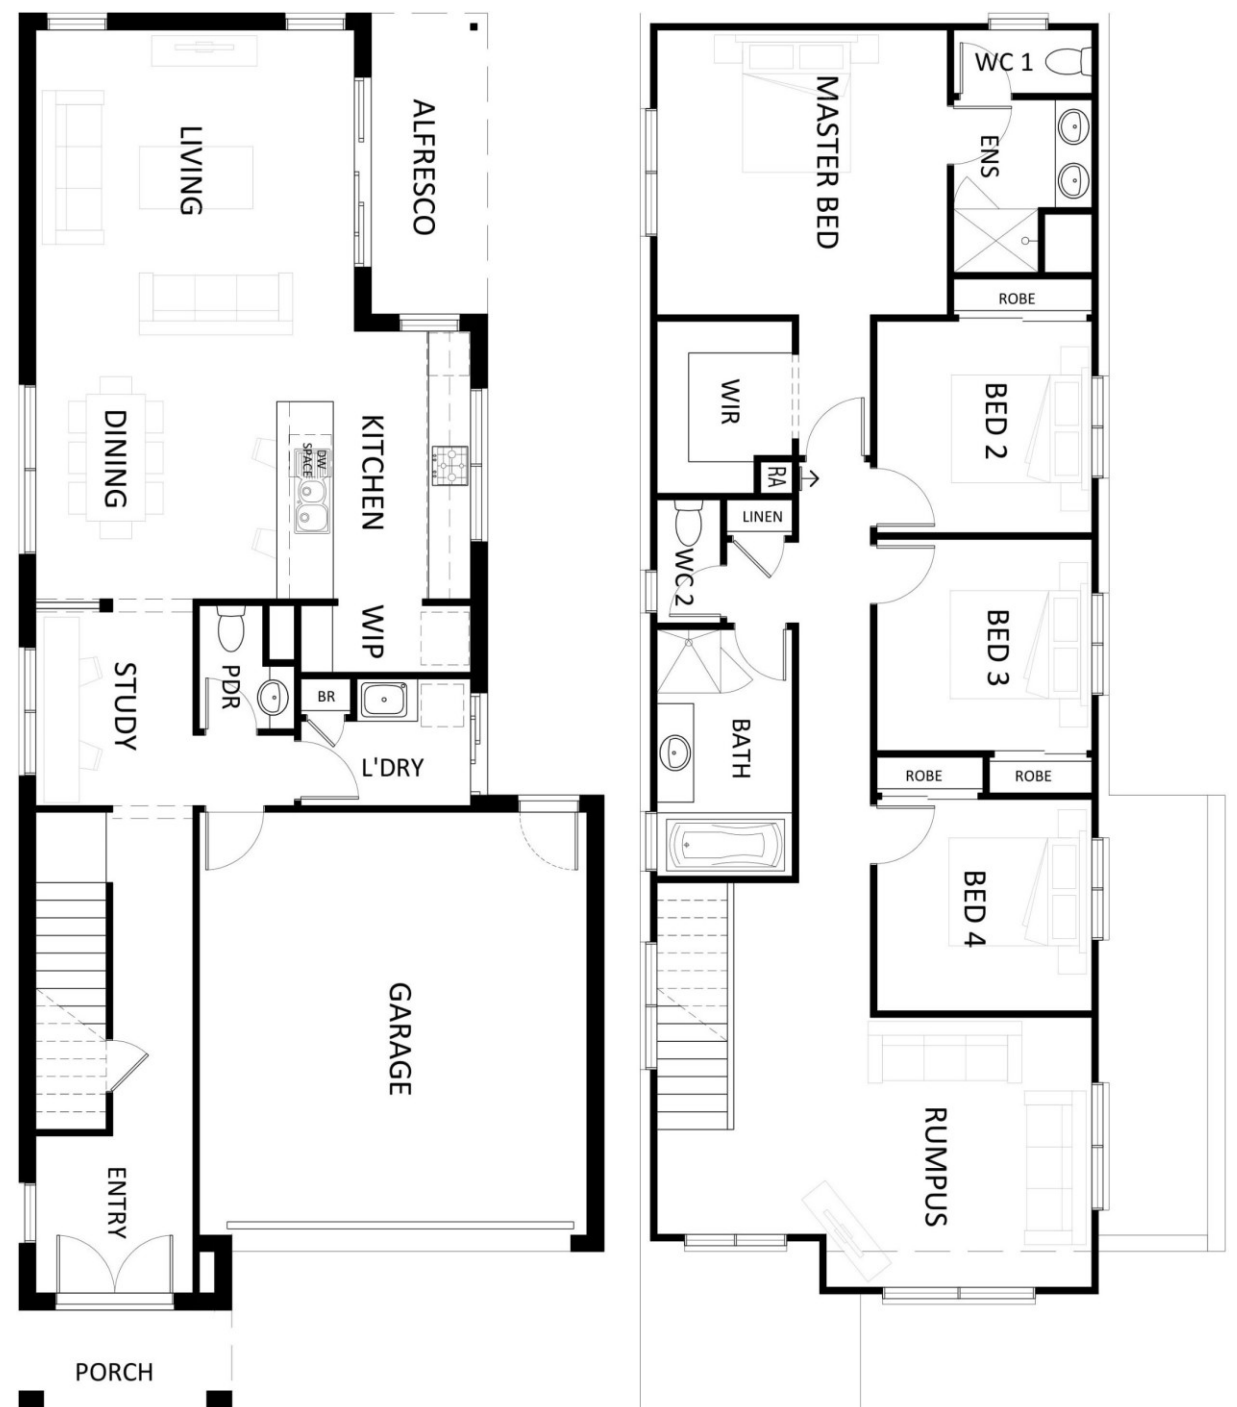 LIVING
ALFRESCO
DINING
KITCHEN
DW
SPACE
WIP
STUDY
PDR
BR
L'DRY
GARAGE
ENTRY
PORCH
MASTER BED
WC 1
ENS
ROBE
WIR
BED 2
RA
LINEN
WC 2
BED 3
BATH
ROBE
ROBE
BED 4
RUMPUS